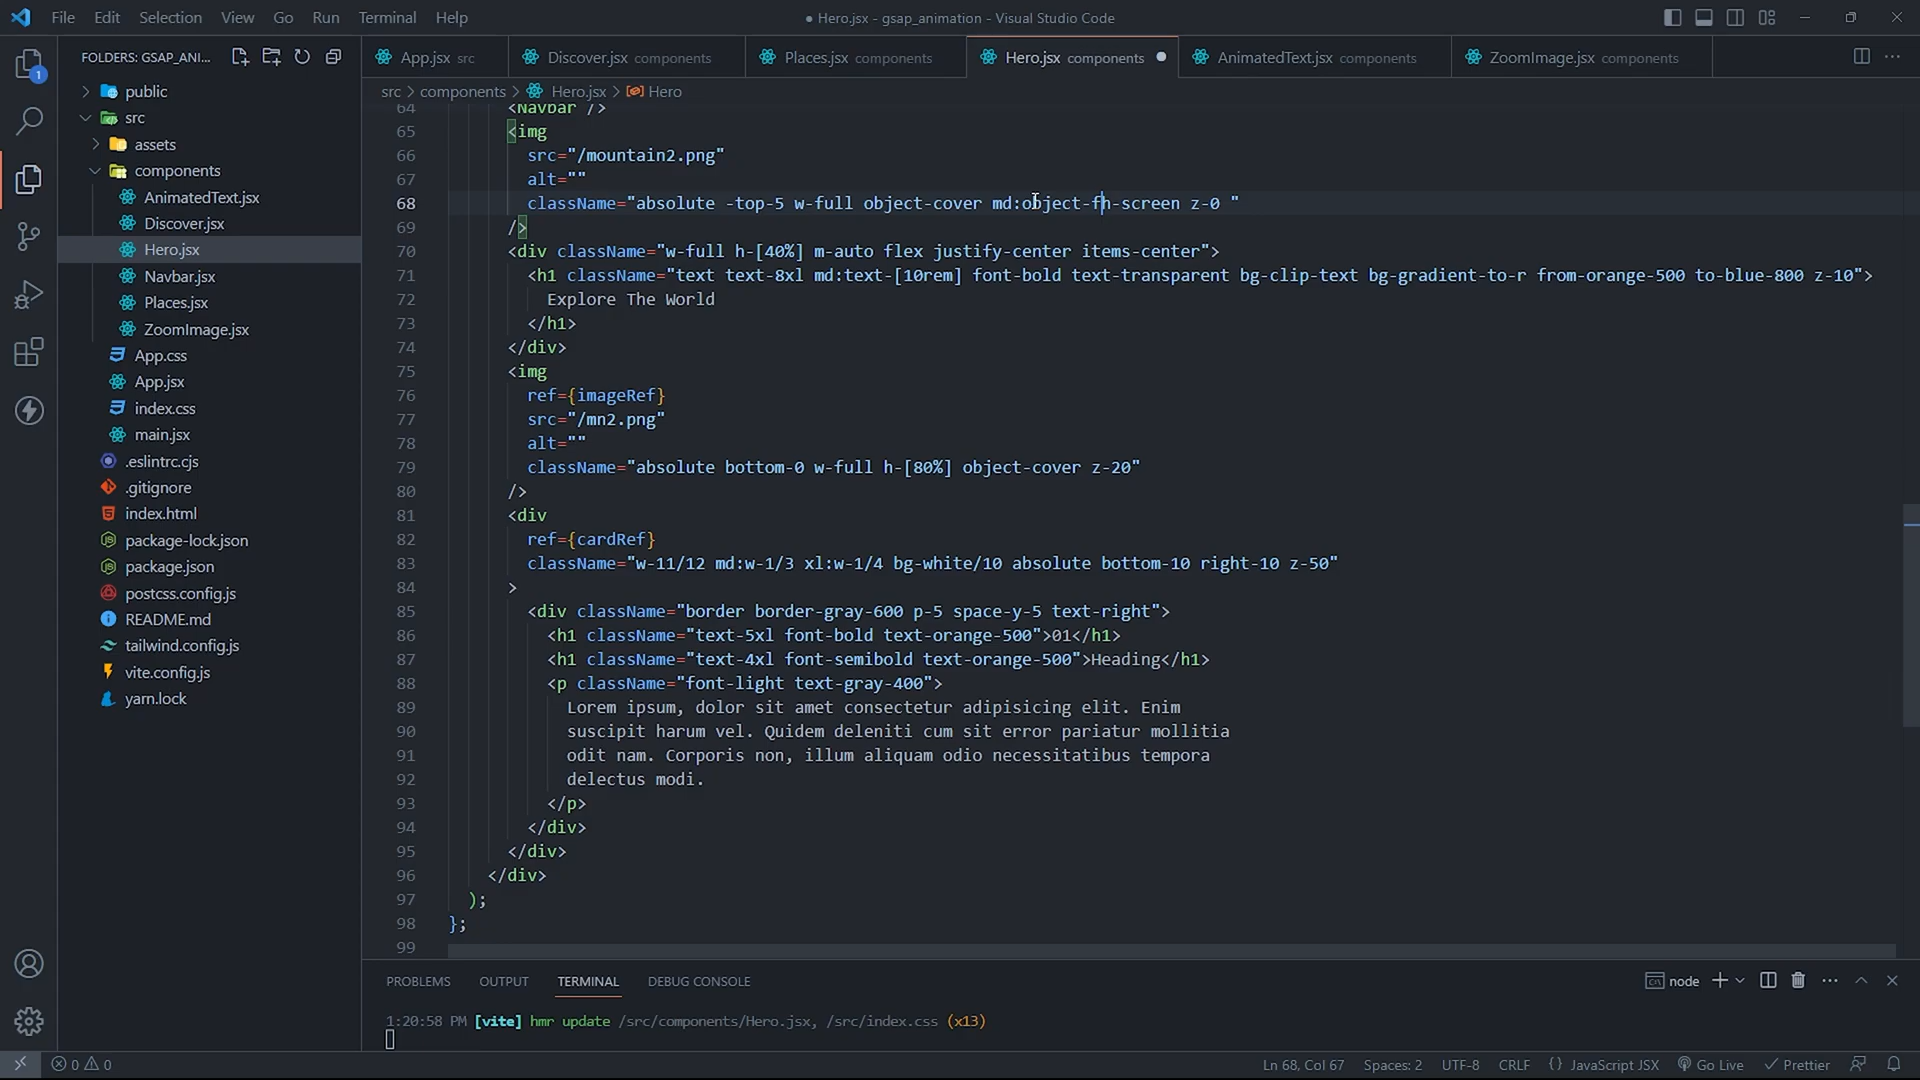 File Edit Selection View Go Run Terminal Help
● Hero.jsx - gsap_animation - Visual Studio Code
FOLDERS: GSAP_ANI...
App.jsx src
Discover.jsx components
Places.jsx components
Hero.jsx components
AnimatedText.jsx components
ZoomImage.jsx components
src > components > Hero.jsx > Hero
1
public
src
assets
components
AnimatedText.jsx
Discover.jsx
Hero.jsx
Navbar.jsx
Places.jsx
ZoomImage.jsx
App.css
App.jsx
index.css
main.jsx
.eslintrc.cjs
.gitignore
index.html
package-lock.json
package.json
postcss.config.js
README.md
tailwind.config.js
vite.config.js
yarn.lock
64 <Navbar />
65 <img
66 src="/mountain2.png"
67 alt=""
68 className="absolute -top-5 w-full object-cover md:object-fh-screen z-0 "
69 />
70 <div className="w-full h-[40%] m-auto flex justify-center items-center">
71 <h1 className="text text-8xl md:text-[10rem] font-bold text-transparent bg-clip-text bg-gradient-to-r from-orange-500 to-blue-800 z-10">
72 Explore The World
73 </h1>
74 </div>
75 <img
76 ref={imageRef}
77 src="/mn2.png"
78 alt=""
79 className="absolute bottom-0 w-full h-[80%] object-cover z-20"
80 />
81 <div
82 ref={cardRef}
83 className="w-11/12 md:w-1/3 xl:w-1/4 bg-white/10 absolute bottom-10 right-10 z-50"
84 >
85 <div className="border border-gray-600 p-5 space-y-5 text-right">
86 <h1 className="text-5xl font-bold text-orange-500">01</h1>
87 <h1 className="text-4xl font-semibold text-orange-500">Heading</h1>
88 <p className="font-light text-gray-400">
89 Lorem ipsum, dolor sit amet consectetur adipisicing elit. Enim
90 suscipit harum vel. Quidem deleniti cum sit error pariatur mollitia
91 odit nam. Corporis non, illum aliquam odio necessitatibus tempora
92 delectus modi.
93 </p>
94 </div>
95 </div>
96 </div>
97 );
98 };
99
PROBLEMS OUTPUT TERMINAL DEBUG CONSOLE
node
1:20:58 PM [vite] hmr update /src/components/Hero.jsx, /src/index.css (x13)
0 0
Ln 68, Col 67 Spaces: 2 UTF-8 CRLF {} JavaScript JSX Go Live Prettier